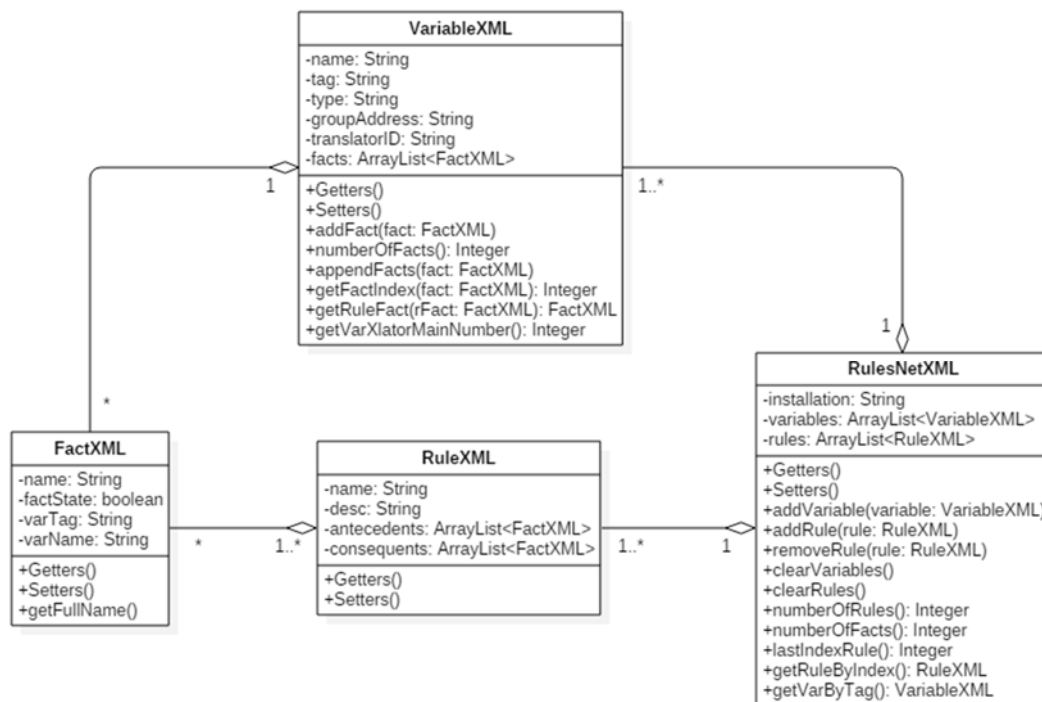 VariableXML
-name: String
-tag: String
-type: String
-groupAddress: String
-translatorID: String
-facts: ArrayList<FactXML>
+Getters()
+Setters()
+addFact(fact: FactXML)
+numberOfFacts(): Integer
+appendFacts(fact: FactXML)
+getFactIndex(fact: FactXML): Integer
+getRuleFact(rFact: FactXML): FactXML
+getVarXlatorMainNumber(): Integer
1
1..*
*
1
FactXML
-name: String
-factState: boolean
-varTag: String
-varName: String
+Getters()
+Setters()
+getFullName()
*
1..*
RuleXML
-name: String
-desc: String
-antecedents: ArrayList<FactXML>
-consequents: ArrayList<FactXML>
+Getters()
+Setters()
1..*
1
RulesNetXML
-installation: String
-variables: ArrayList<VariableXML>
-rules: ArrayList<RuleXML>
+Getters()
+Setters()
+addVariable(variable: VariableXML)
+addRule(rule: RuleXML)
+removeRule(rule: RuleXML)
+clearVariables()
+clearRules()
+numberOfRules(): Integer
+numberOfFacts(): Integer
+lastIndexRule(): Integer
+getRuleByIndex(): RuleXML
+getVarByTag(): VariableXML